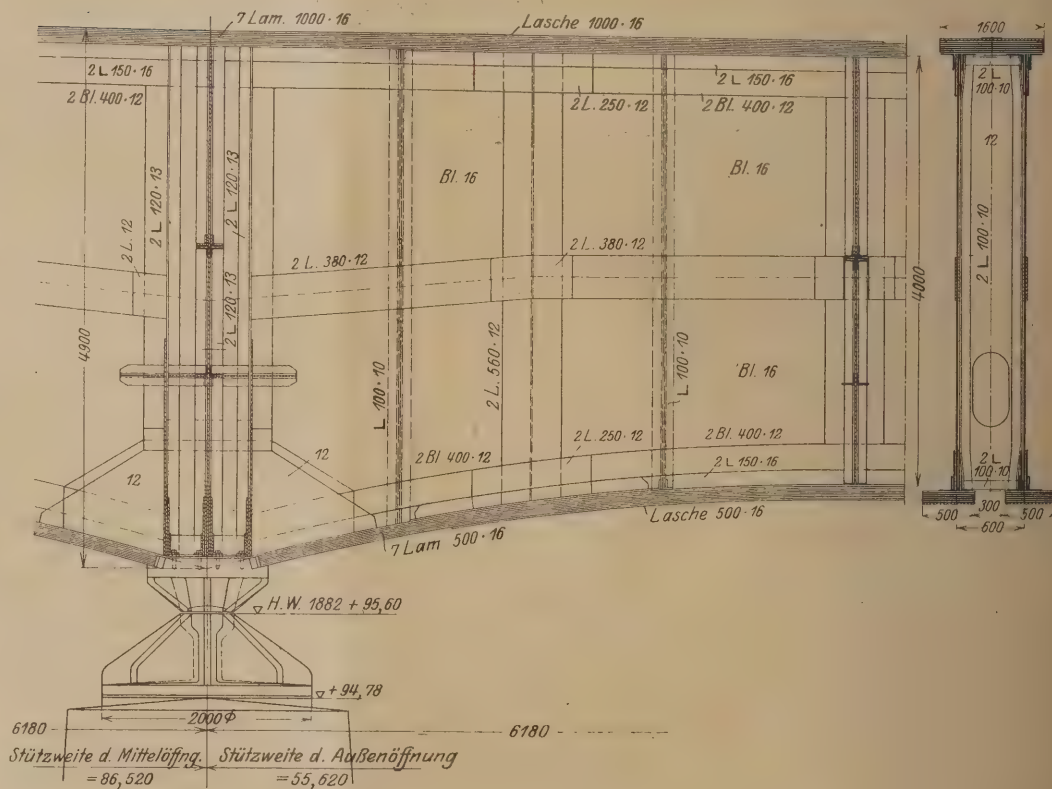 7 Lam. 1000·16
Lasche 1000·16
1600
2 L 150·16
2 L 150·16
2 L
100·10
2 Bl. 400·12
2 L. 250·12
2 Bl. 400·12
12
Bl. 16
Bl. 16
2 L 120·13
2 L 120·13
2 L. 12
2 L. 380·12
2 L. 380·12
2 L 100·10
4000
4900
2 L 120·13
L 100·10
2 L. 560·12
L 100·10
Bl. 16
2 Bl. 400·12
2 L. 250·12
2 Bl. 400·12
2 L 150·16
12
12
2 L
100·10
7 Lam 500·16
Lasche 500·16
300
500
500
600
H.W. 1882 + 95,60
+ 94,78
2000 Φ
6180
6180
Stützweite d. Mittelöffng.
Stützweite d. Außenöffnung
= 86,520
= 55,620